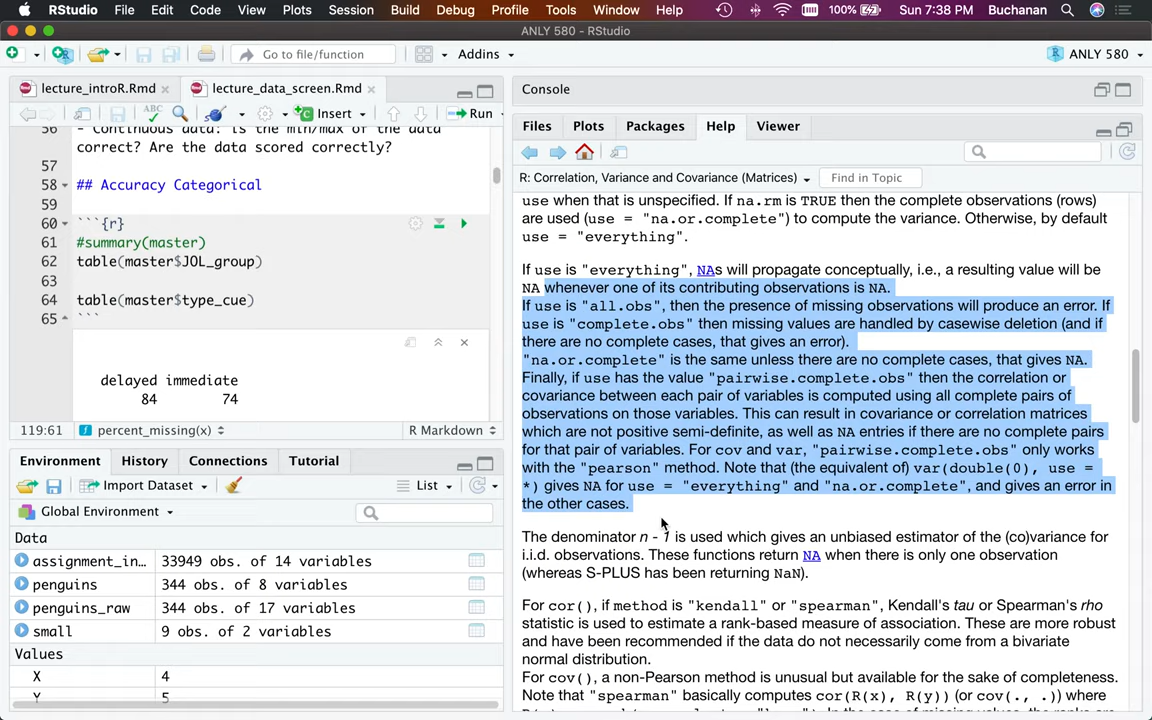 RStudio File Edit Code View Plots Session Build Debug Profile Tools Window Help 100% Sun 7:38 PM Buchanan
ANLY 580 - RStudio
Go to file/function Addins ANLY 580
lecture_introR.Rmd lecture_data_screen.Rmd
ABC Insert Run
56 - Continuous data: is the min/max of the data
correct? Are the data scored correctly?
57
58 ## Accuracy Categorical
59
60 ```{r}
61 #summary(master)
62 table(master$JOL_group)
63
64 table(master$type_cue)
65 ```
delayed immediate
84 74
119:61 percent_missing(x) R Markdown
Environment History Connections Tutorial
Import Dataset List
Global Environment
Data
assignment_in… 33949 obs. of 14 variables
penguins 344 obs. of 8 variables
penguins_raw 344 obs. of 17 variables
small 9 obs. of 2 variables
Values
X 4
Y 5
Console
Files Plots Packages Help Viewer
R: Correlation, Variance and Covariance (Matrices) Find in Topic
use when that is unspecified. If na.rm is TRUE then the complete observations (rows)
are used (use = "na.or.complete") to compute the variance. Otherwise, by default
use = "everything".
If use is "everything", NAs will propagate conceptually, i.e., a resulting value will be
NA whenever one of its contributing observations is NA.
If use is "all.obs", then the presence of missing observations will produce an error. If
use is "complete.obs" then missing values are handled by casewise deletion (and if
there are no complete cases, that gives an error).
"na.or.complete" is the same unless there are no complete cases, that gives NA.
Finally, if use has the value "pairwise.complete.obs" then the correlation or
covariance between each pair of variables is computed using all complete pairs of
observations on those variables. This can result in covariance or correlation matrices
which are not positive semi-definite, as well as NA entries if there are no complete pairs
for that pair of variables. For cov and var, "pairwise.complete.obs" only works
with the "pearson" method. Note that (the equivalent of) var(double(0), use =
*) gives NA for use = "everything" and "na.or.complete", and gives an error in
the other cases.
The denominator n - 1 is used which gives an unbiased estimator of the (co)variance for
i.i.d. observations. These functions return NA when there is only one observation
(whereas S-PLUS has been returning NaN).
For cor(), if method is "kendall" or "spearman", Kendall's tau or Spearman's rho
statistic is used to estimate a rank-based measure of association. These are more robust
and have been recommended if the data do not necessarily come from a bivariate
normal distribution.
For cov(), a non-Pearson method is unusual but available for the sake of completeness.
Note that "spearman" basically computes cor(R(x), R(y)) (or cov(., .)) where